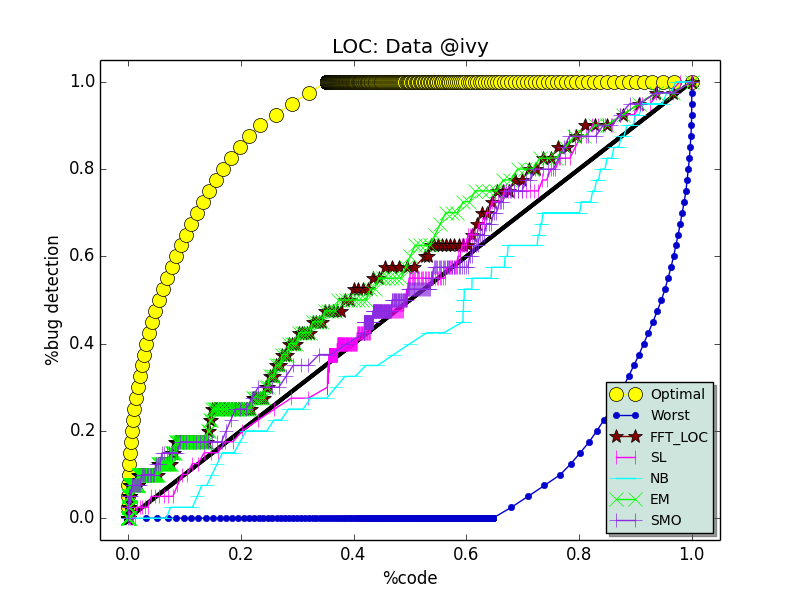 LOC: Data @ivy
1.0
0.8
0.6
0.4
0.2
0.0
%bug detection
Optimal
Worst
FFT_LOC
SL
NB
EM
SMO
0.0 0.2 0.4 0.6 0.8 1.0
%code